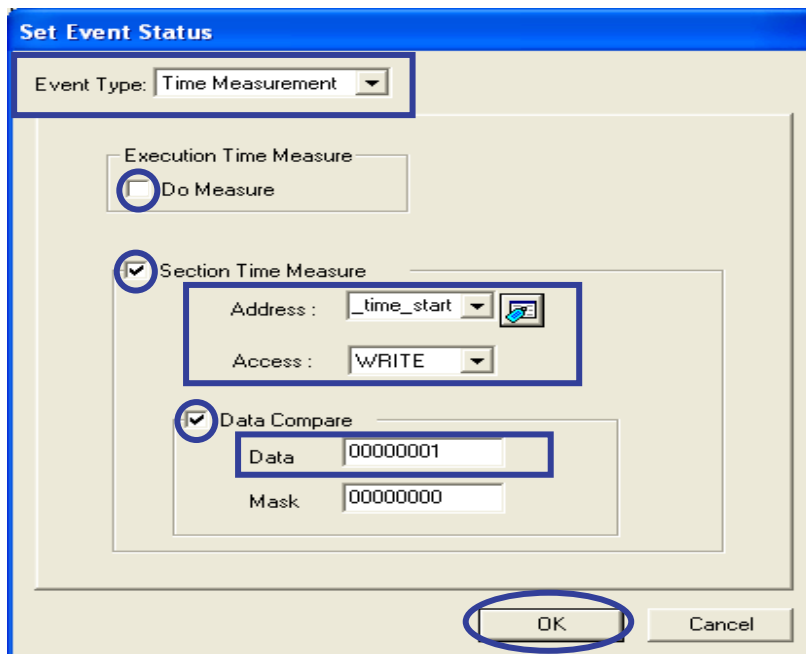 Set Event Status
Event Type: Time Measurement
Execution Time Measure
Do Measure
Section Time Measure
Address : _time_start
Access : WRITE
Data Compare
Data 00000001
Mask 00000000
OK Cancel